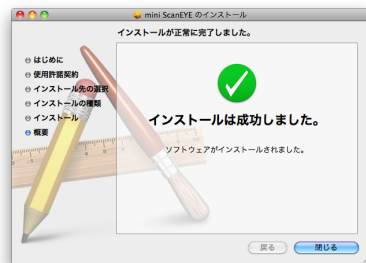 mini ScanEYE のインストール
インストールが正常に完了しました。
はじめに
使用許諾契約
インストール先の選択
インストールの種類
インストール
概要
インストールは成功しました。
ソフトウェアがインストールされました。
戻る
閉じる